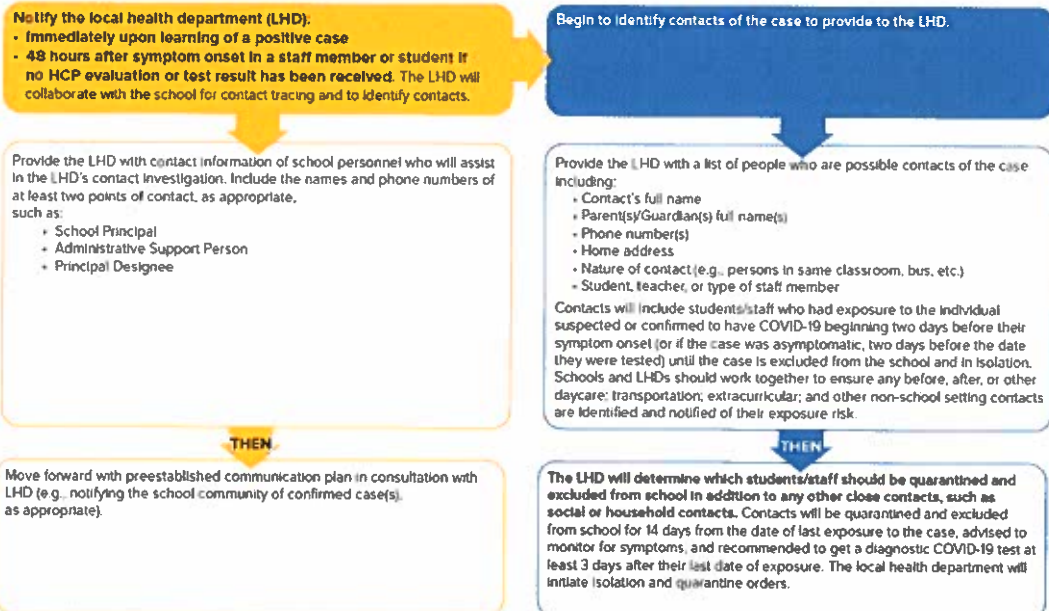 Notify the local health department (LHD):
• Immediately upon learning of a positive case
• 48 hours after symptom onset in a staff member or student if
no HCP evaluation or test result has been received. The LHD will
collaborate with the school for contact tracing and to identify contacts.
Begin to identify contacts of the case to provide to the LHD.
Provide the LHD with contact information of school personnel who will assist
in the LHD's contact investigation. Include the names and phone numbers of
at least two points of contact, as appropriate,
such as:
• School Principal
• Administrative Support Person
• Principal Designee
Provide the LHD with a list of people who are possible contacts of the case
including:
• Contact's full name
• Parent(s)/Guardian(s) full name(s)
• Phone number(s)
• Home address
• Nature of contact (e.g., persons in same classroom, bus, etc.)
• Student, teacher, or type of staff member
Contacts will include students/staff who had exposure to the individual
suspected or confirmed to have COVID-19 beginning two days before their
symptom onset (or if the case was asymptomatic, two days before the date
they were tested) until the case is excluded from the school and in isolation.
Schools and LHDs should work together to ensure any before, after, or other
daycare; transportation; extracurricular; and other non-school setting contacts
are identified and notified of their exposure risk.
THEN
Move forward with preestablished communication plan in consultation with
LHD (e.g., notifying the school community of confirmed case(s),
as appropriate).
THEN
The LHD will determine which students/staff should be quarantined and
excluded from school in addition to any other close contacts, such as
social or household contacts. Contacts will be quarantined and excluded
from school for 14 days from the date of last exposure to the case, advised to
monitor for symptoms, and recommended to get a diagnostic COVID-19 test at
least 3 days after their last date of exposure. The local health department will
initiate isolation and quarantine orders.